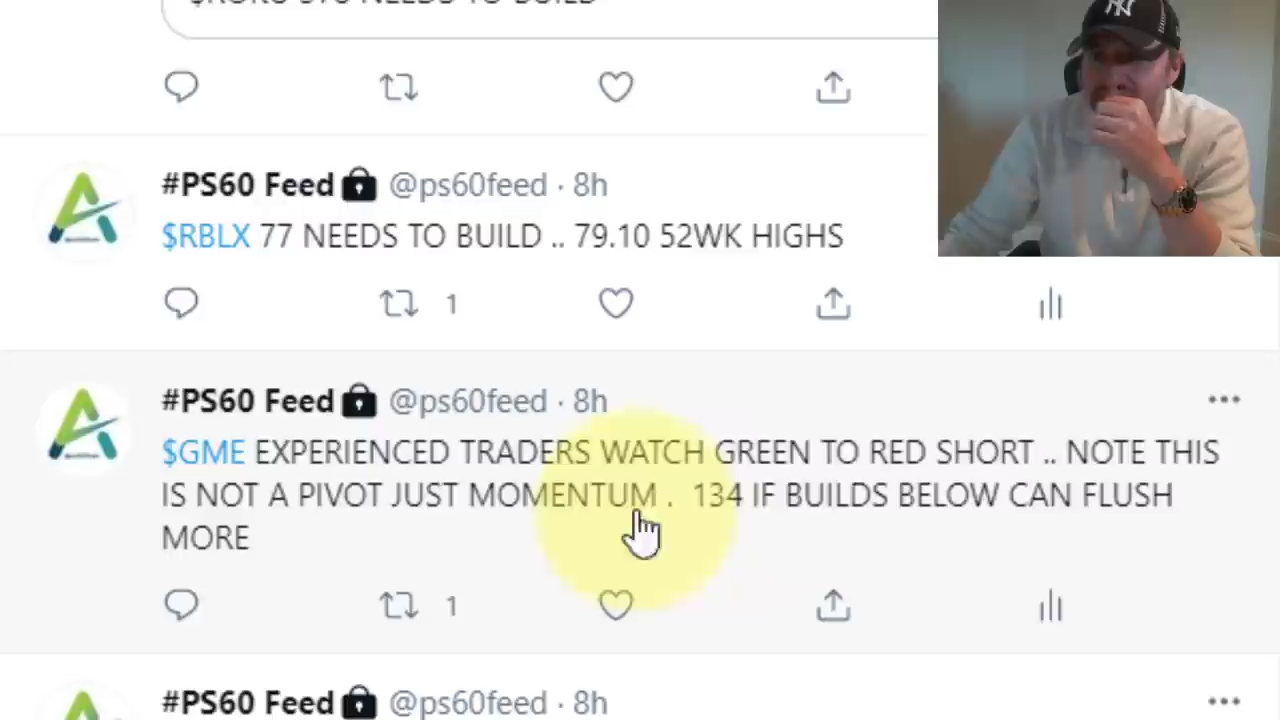 #PS60 Feed @ps60feed · 8h
$RBLX 77 NEEDS TO BUILD .. 79.10 52WK HIGHS
1
#PS60 Feed @ps60feed · 8h
$GME EXPERIENCED TRADERS WATCH GREEN TO RED SHORT .. NOTE THIS
IS NOT A PIVOT JUST MOMENTUM . 134 IF BUILDS BELOW CAN FLUSH
MORE
1
#PS60 Feed @ps60feed · 8h